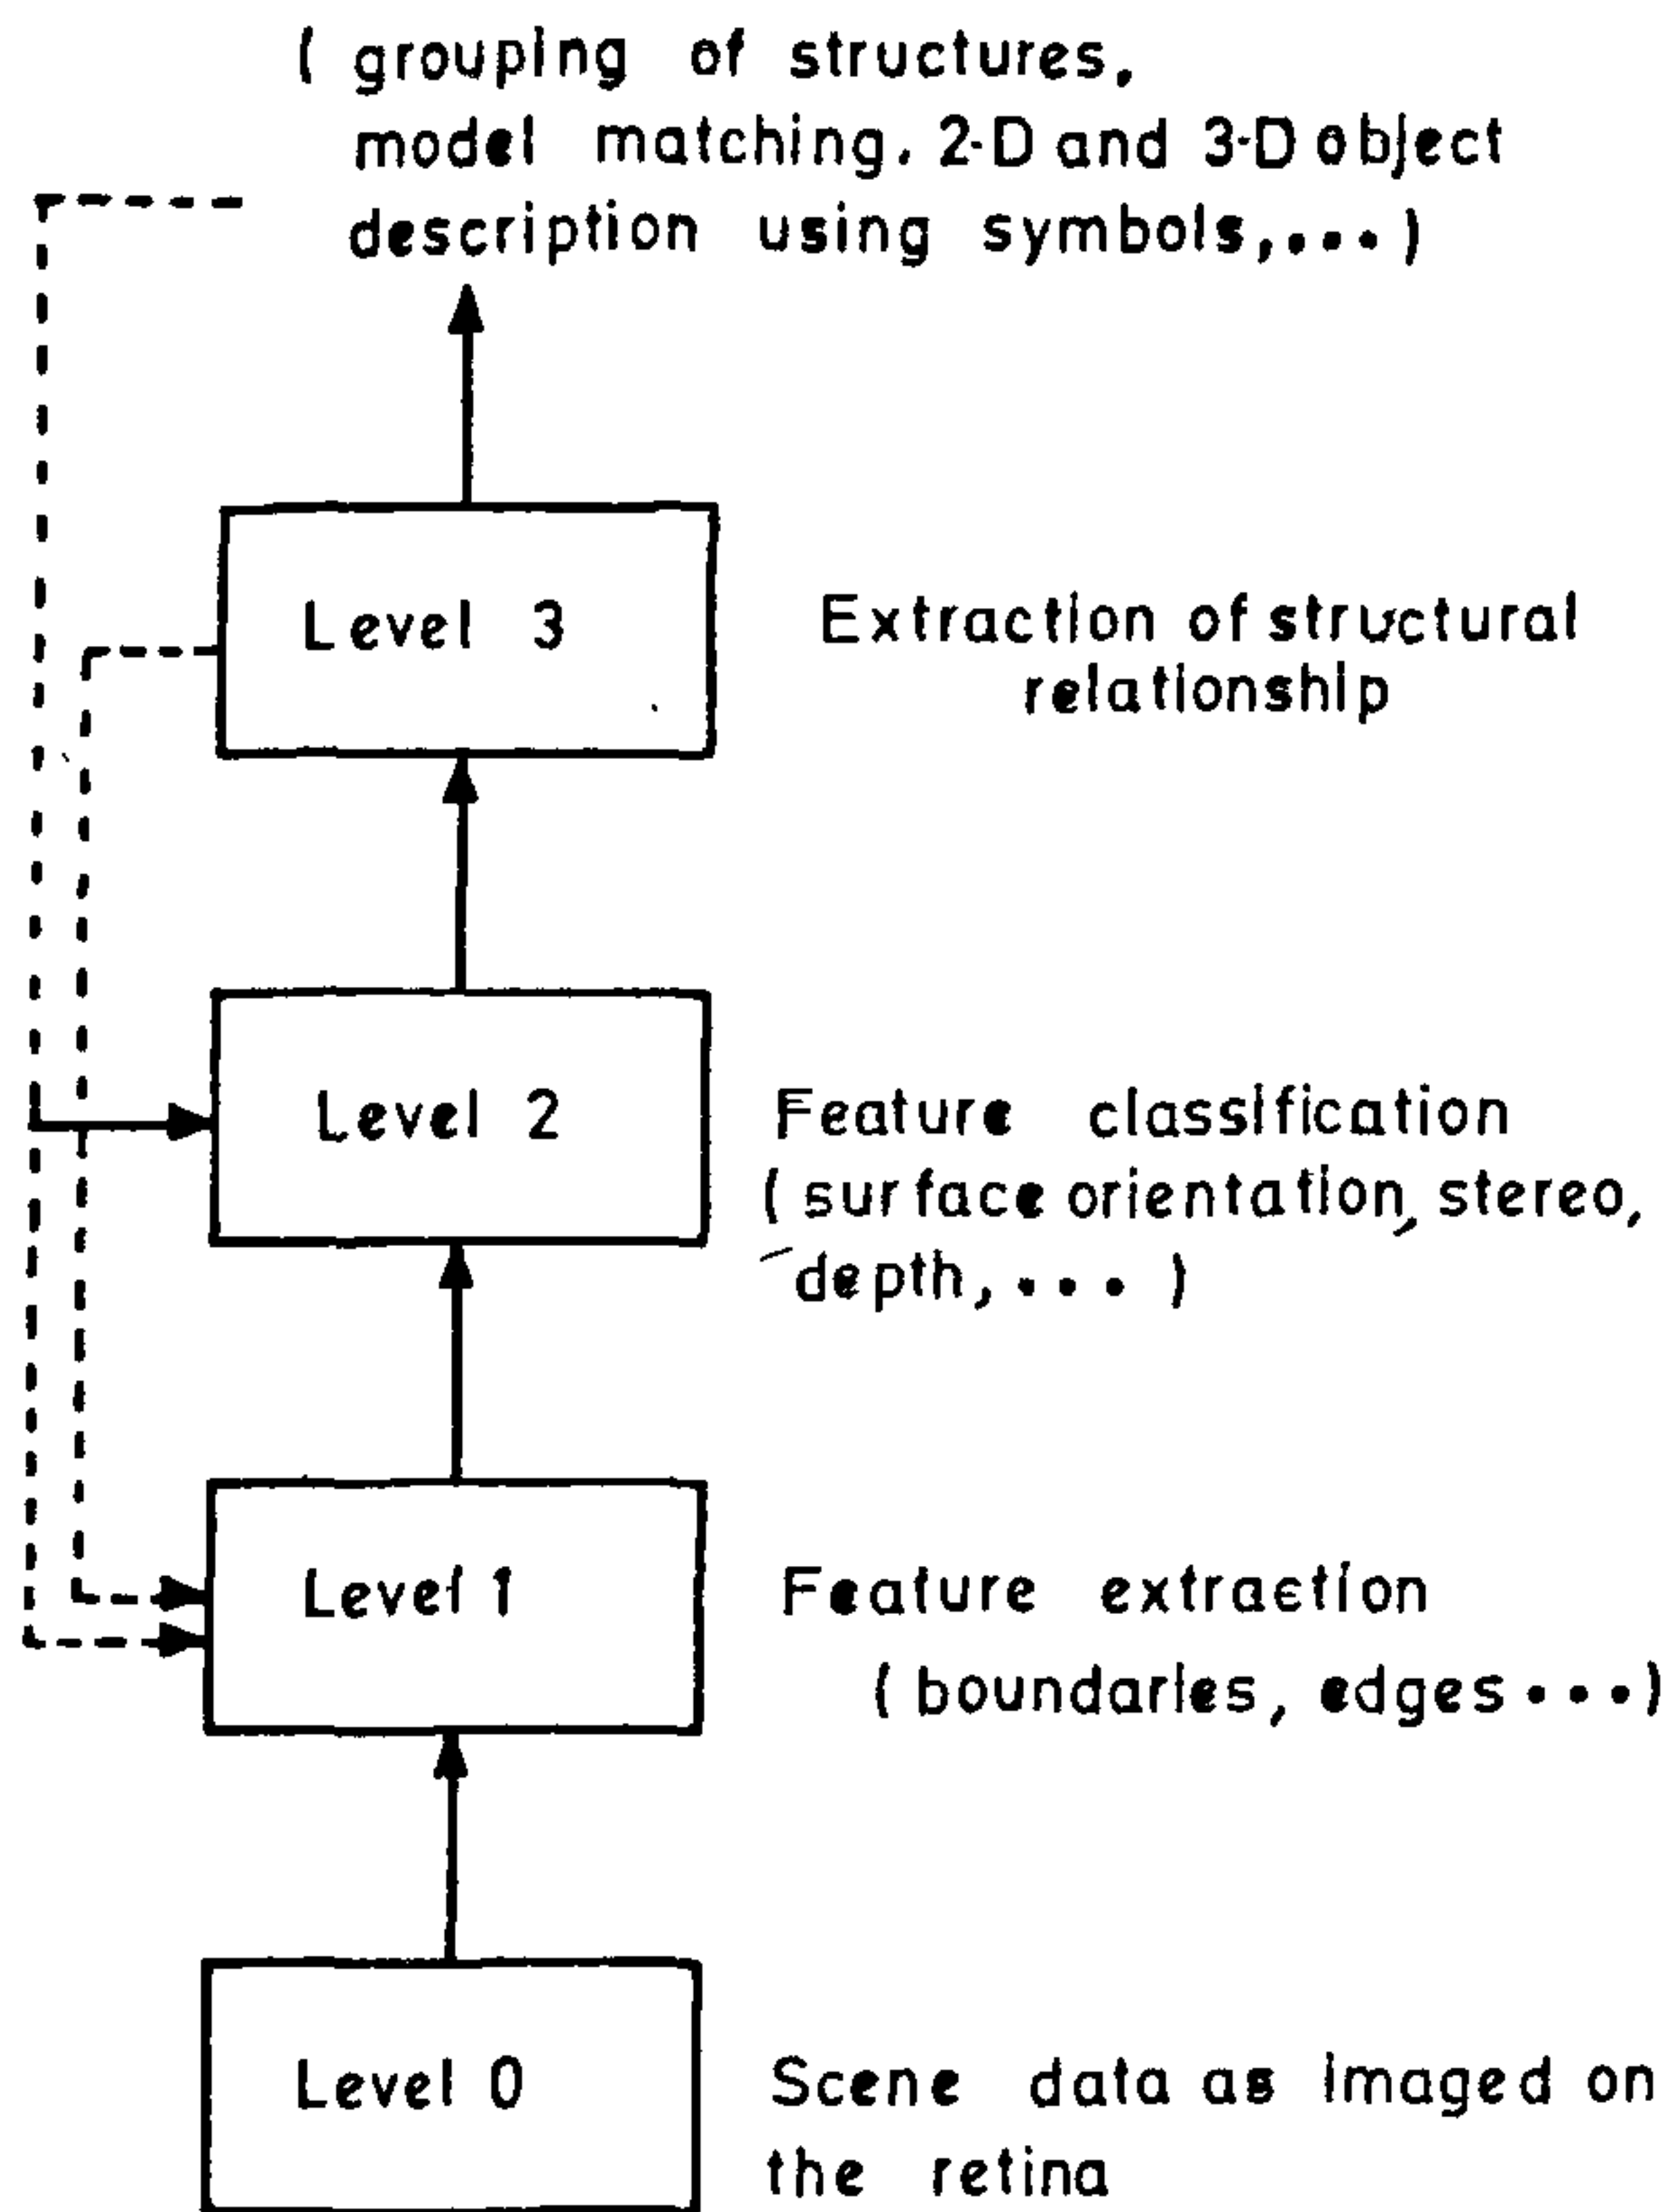 ( grouping of structures,
model matching, 2-D and 3-D object
description using symbols,...)
Level 3
Extraction of structural
relationship
Level 2
Feature classification
( surface orientation, stereo,
depth, ... )
Level 1
Feature extraction
( boundaries, edges ...)
Level 0
Scene data as imaged on
the retina